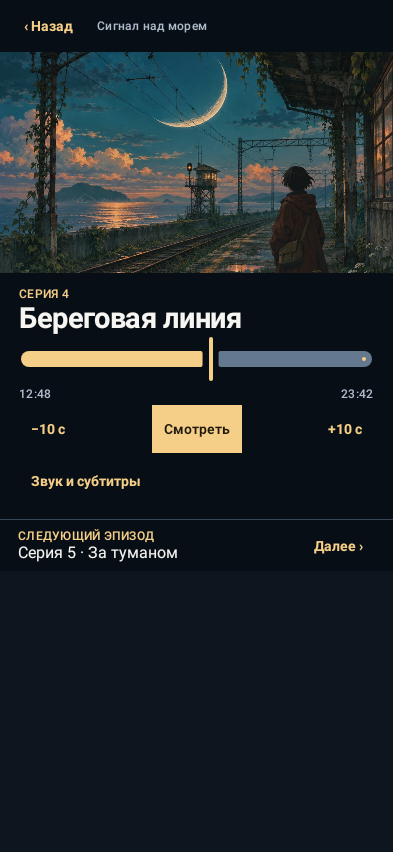 ‹ Назад
Сигнал над морем
СЕРИЯ 4
Береговая линия
12:48
23:42
−10 с
Смотреть
+10 с
Звук и субтитры
СЛЕДУЮЩИЙ ЭПИЗОД
Серия 5 · За туманом
Далее ›